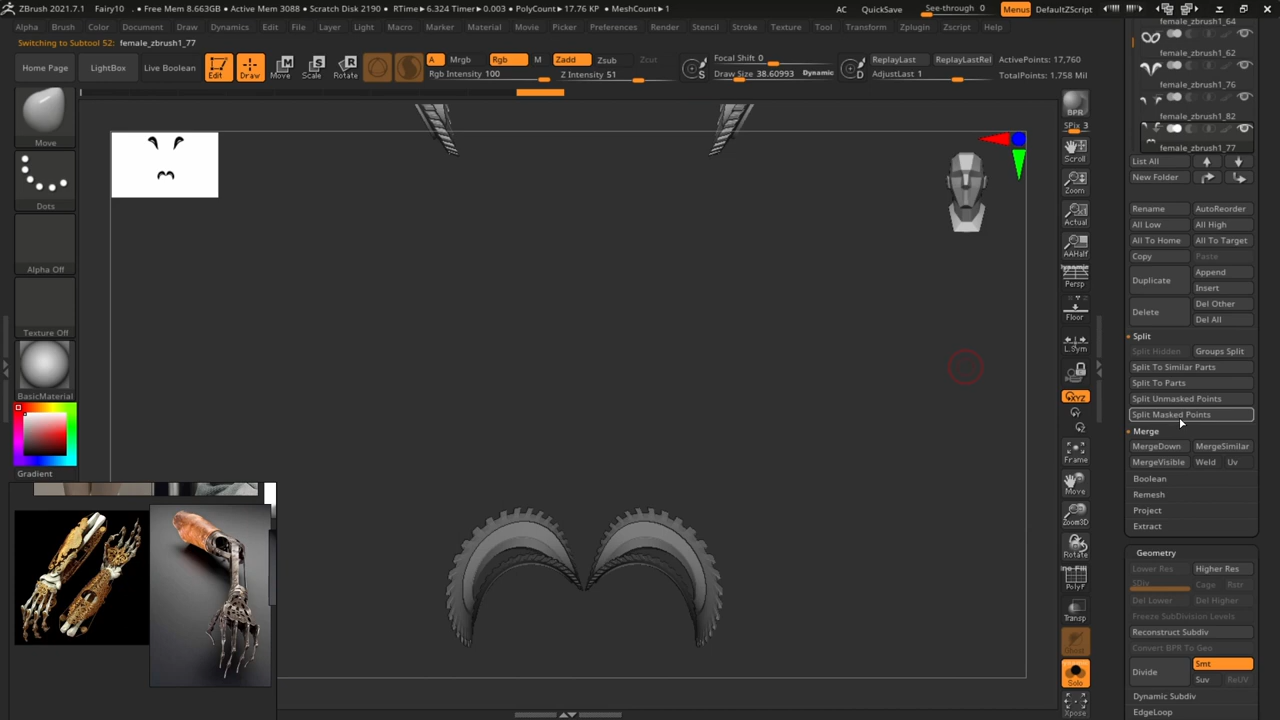 ZBrush 2021.7.1 Fairy10 • Free Mem 8.663GB • Active Mem 3088 • Scratch Disk 2190 • RTime▸6.324 Timer▸0.003 • PolyCount▸17.76 KP • MeshCount▸1 AC QuickSave See-through 0 Menus DefaultZScript
Alpha Brush Color Document Draw Dynamics Edit File Layer Light Macro Marker Material Movie Picker Preferences Render Stencil Stroke Texture Tool Transform Zplugin Zscript Help
Switching to Subtool 52: female_zbrush1_77
Home Page LightBox Live Boolean Edit Draw Move Scale Rotate
A Mrgb Rgb M Zadd Zsub Zcut
Rgb Intensity 100 Z Intensity 51
Focal Shift 0
Draw Size 38.60993 Dynamic
S D
ReplayLast ReplayLastRel
AdjustLast 1
ActivePoints: 17,760
TotalPoints: 1,758 Mil
Move
Dots
Alpha Off
Texture Off
BasicMaterial
Gradient
BPR
SPix 3
Scroll
Zoom
Actual
AAHalf
Dynamic
Persp
Floor
L.Sym
XYZ
Y
Z
Frame
Move
Zoom3D
Rotate
PolyF
Transp
Ghost
Solo
Xpose
female_zbrush1_64
female_zbrush1_62
female_zbrush1_76
female_zbrush1_82
female_zbrush1_77
List All
New Folder
Rename AutoReorder
All Low All High
All To Home All To Target
Copy Paste
Duplicate Append
Insert
Delete Del Other
Del All
Split
Split Hidden Groups Split
Split To Similar Parts
Split To Parts
Split Unmasked Points
Split Masked Points
Merge
MergeDown MergeSimilar
MergeVisible Weld Uv
Boolean
Remesh
Project
Extract
Geometry
Lower Res Higher Res
SDiv Cage Rstr
Del Lower Del Higher
Freeze SubDivision Levels
Reconstruct Subdiv
Convert BPR To Geo
Divide Smt
Suv ReUV
Dynamic Subdiv
EdgeLoop